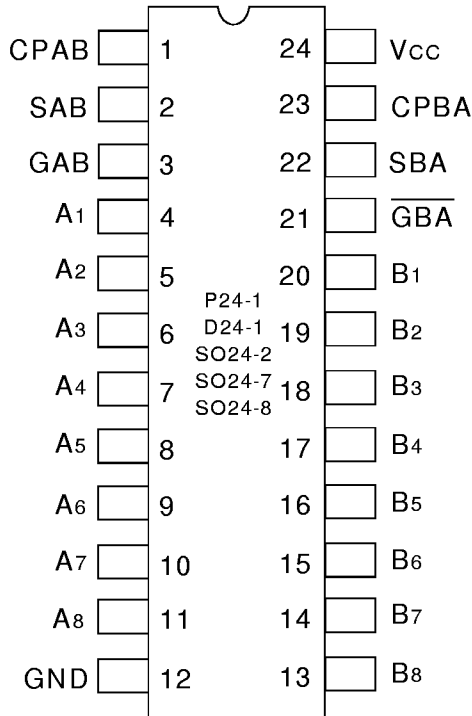 CPAB 1 24 Vcc
SAB 2 23 CPBA
GAB 3 22 SBA
A1 4 21 G̅B̅A̅
A2 5 20 B1
P24-1
A3 6 D24-1 19 B2
SO24-2
A4 7 SO24-7 18 B3
SO24-8
A5 8 17 B4
A6 9 16 B5
A7 10 15 B6
A8 11 14 B7
GND 12 13 B8